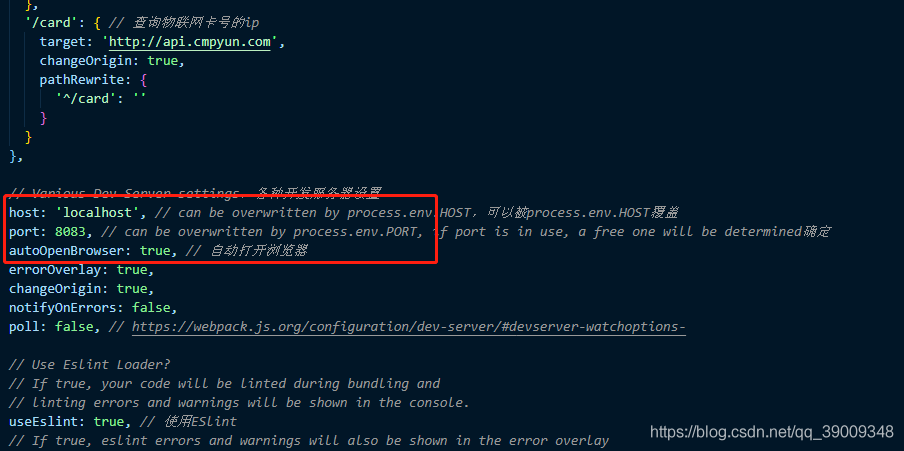 },
'/card': { // 查询物联网卡号的ip
target: 'http://api.cmpyun.com',
changeOrigin: true,
pathRewrite: {
'^/card': ''
}
}
},
// Various Dev Server settings，各种开发服务器设置
host: 'localhost', // can be overwritten by process.env.HOST，可以被process.env.HOST覆盖
port: 8083, // can be overwritten by process.env.PORT, if port is in use, a free one will be determined确定
autoOpenBrowser: true, // 自动打开浏览器
errorOverlay: true,
changeOrigin: true,
notifyOnErrors: false,
poll: false, // https://webpack.js.org/configuration/dev-server/#devserver-watchoptions-
// Use Eslint Loader?
// If true, your code will be linted during bundling and
// linting errors and warnings will be shown in the console.
useEslint: true, // 使用ESlint
// If true, eslint errors and warnings will also be shown in the error overlay
https://blog.csdn.net/qq_39009348